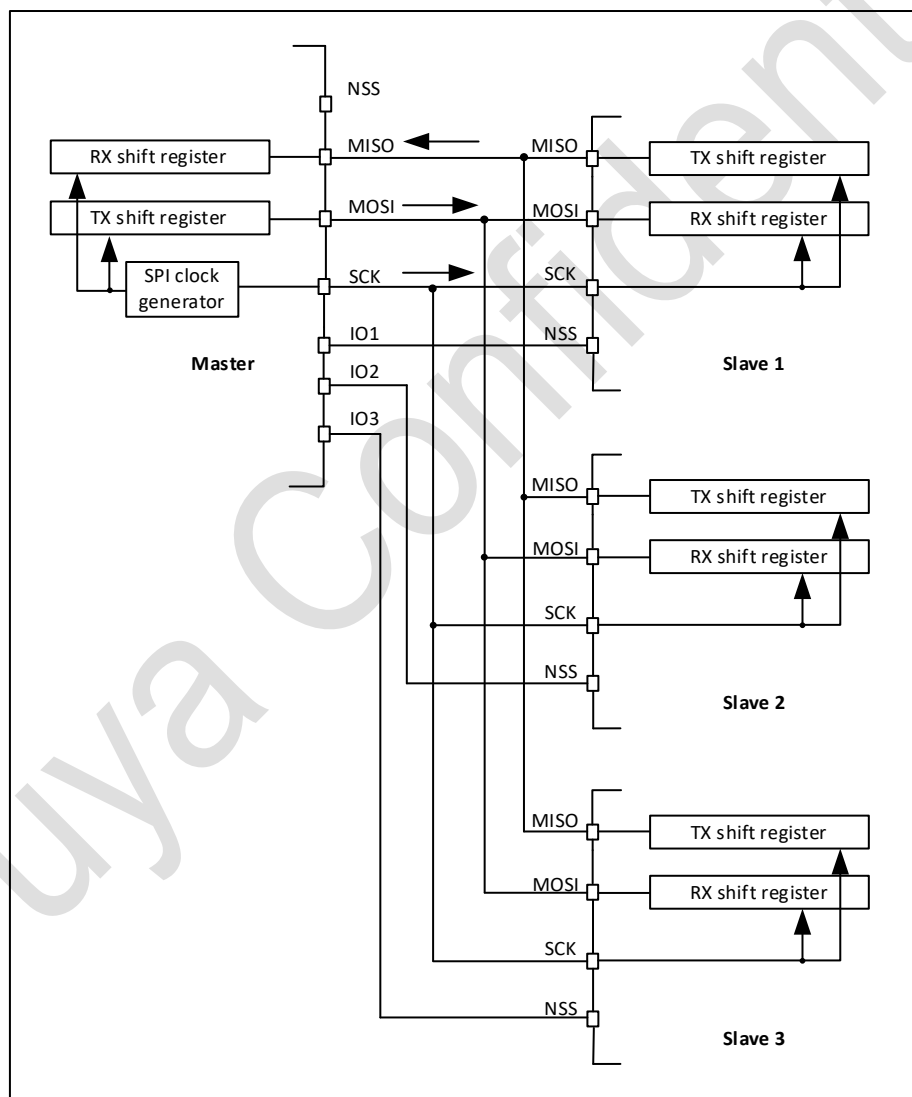 NSS
MISO
MISO
RX shift register
TX shift register
MOSI
MOSI
TX shift register
RX shift register
SCK
SCK
SPI clock
generator
IO1
NSS
Master
Slave 1
IO2
IO3
MISO
TX shift register
MOSI
RX shift register
SCK
NSS
Slave 2
MISO
TX shift register
MOSI
RX shift register
SCK
NSS
Slave 3
uya Confident